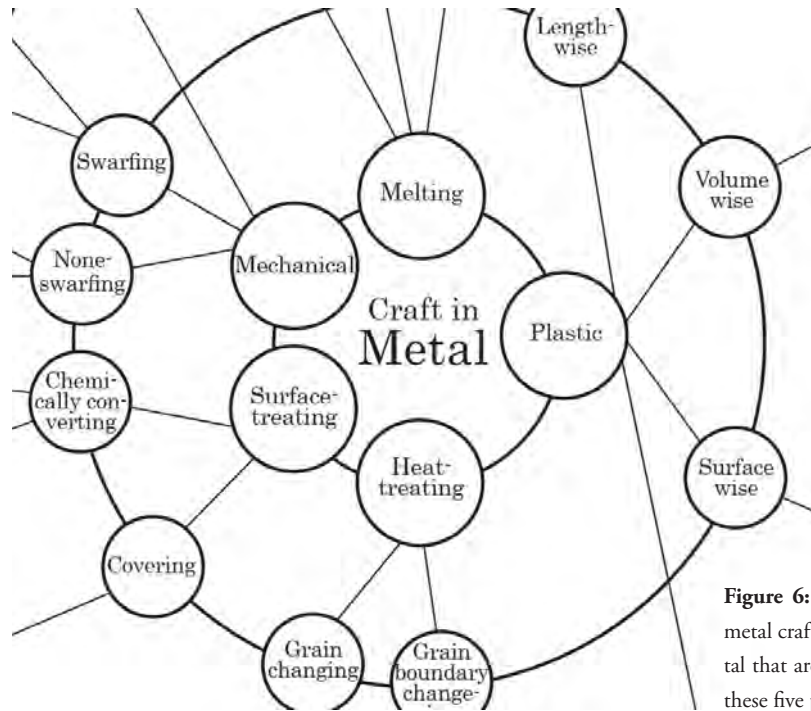 Length-
wise
Swarfing
Melting
Volume
wise
None-
swarfing
Mechanical
Craft in
Metal
Plastic
Chemi-
cally con-
verting
Surface-
treating
Heat-
treating
Surface
wise
Covering
Grain
changing
Grain
boundary
change-
Figure 6:
metal craf
tal that ar
these five